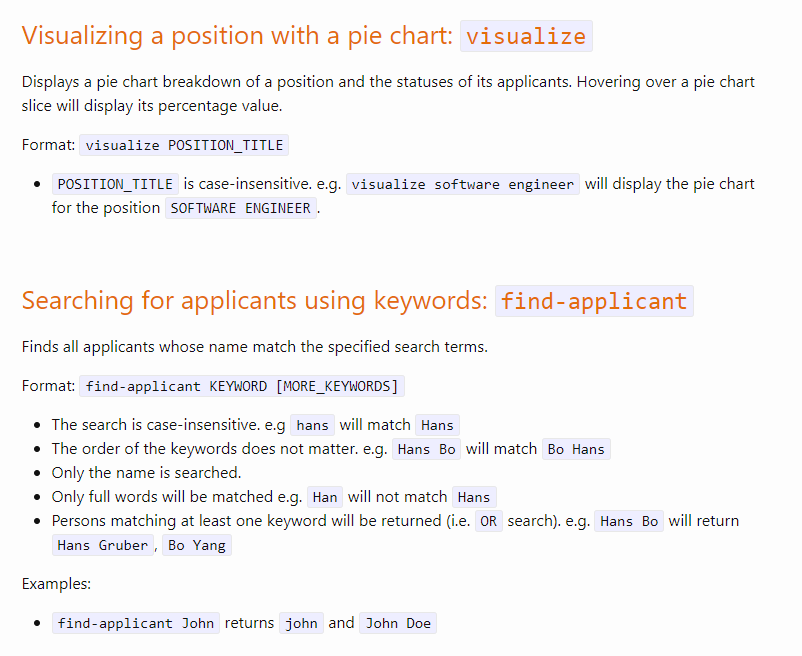 Visualizing a position with a pie chart: visualize
Displays a pie chart breakdown of a position and the statuses of its applicants. Hovering over a pie chart
slice will display its percentage value.
Format: visualize POSITION_TITLE
• POSITION_TITLE is case-insensitive. e.g. visualize software engineer will display the pie chart
for the position SOFTWARE ENGINEER.
Searching for applicants using keywords: find-applicant
Finds all applicants whose name match the specified search terms.
Format: find-applicant KEYWORD [MORE_KEYWORDS]
• The search is case-insensitive. e.g hans will match Hans
• The order of the keywords does not matter. e.g. Hans Bo will match Bo Hans
• Only the name is searched.
• Only full words will be matched e.g. Han will not match Hans
• Persons matching at least one keyword will be returned (i.e. OR search). e.g. Hans Bo will return
Hans Gruber, Bo Yang
Examples:
• find-applicant John returns john and John Doe